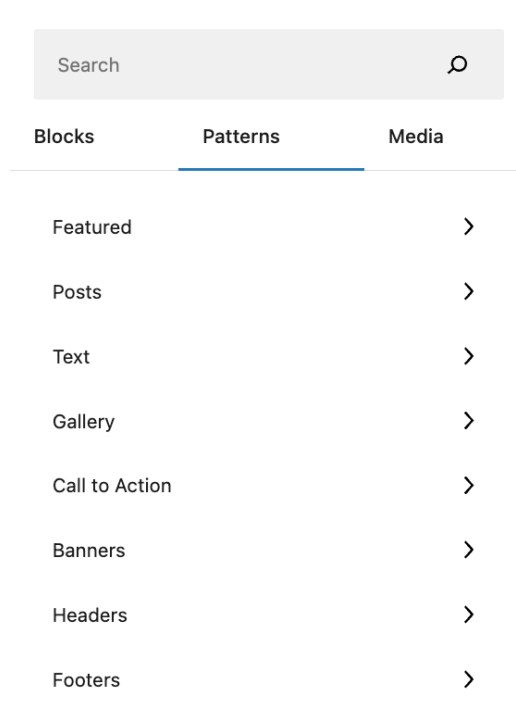 Search
Blocks Patterns Media
Featured
Posts
Text
Gallery
Call to Action
Banners
Headers
Footers